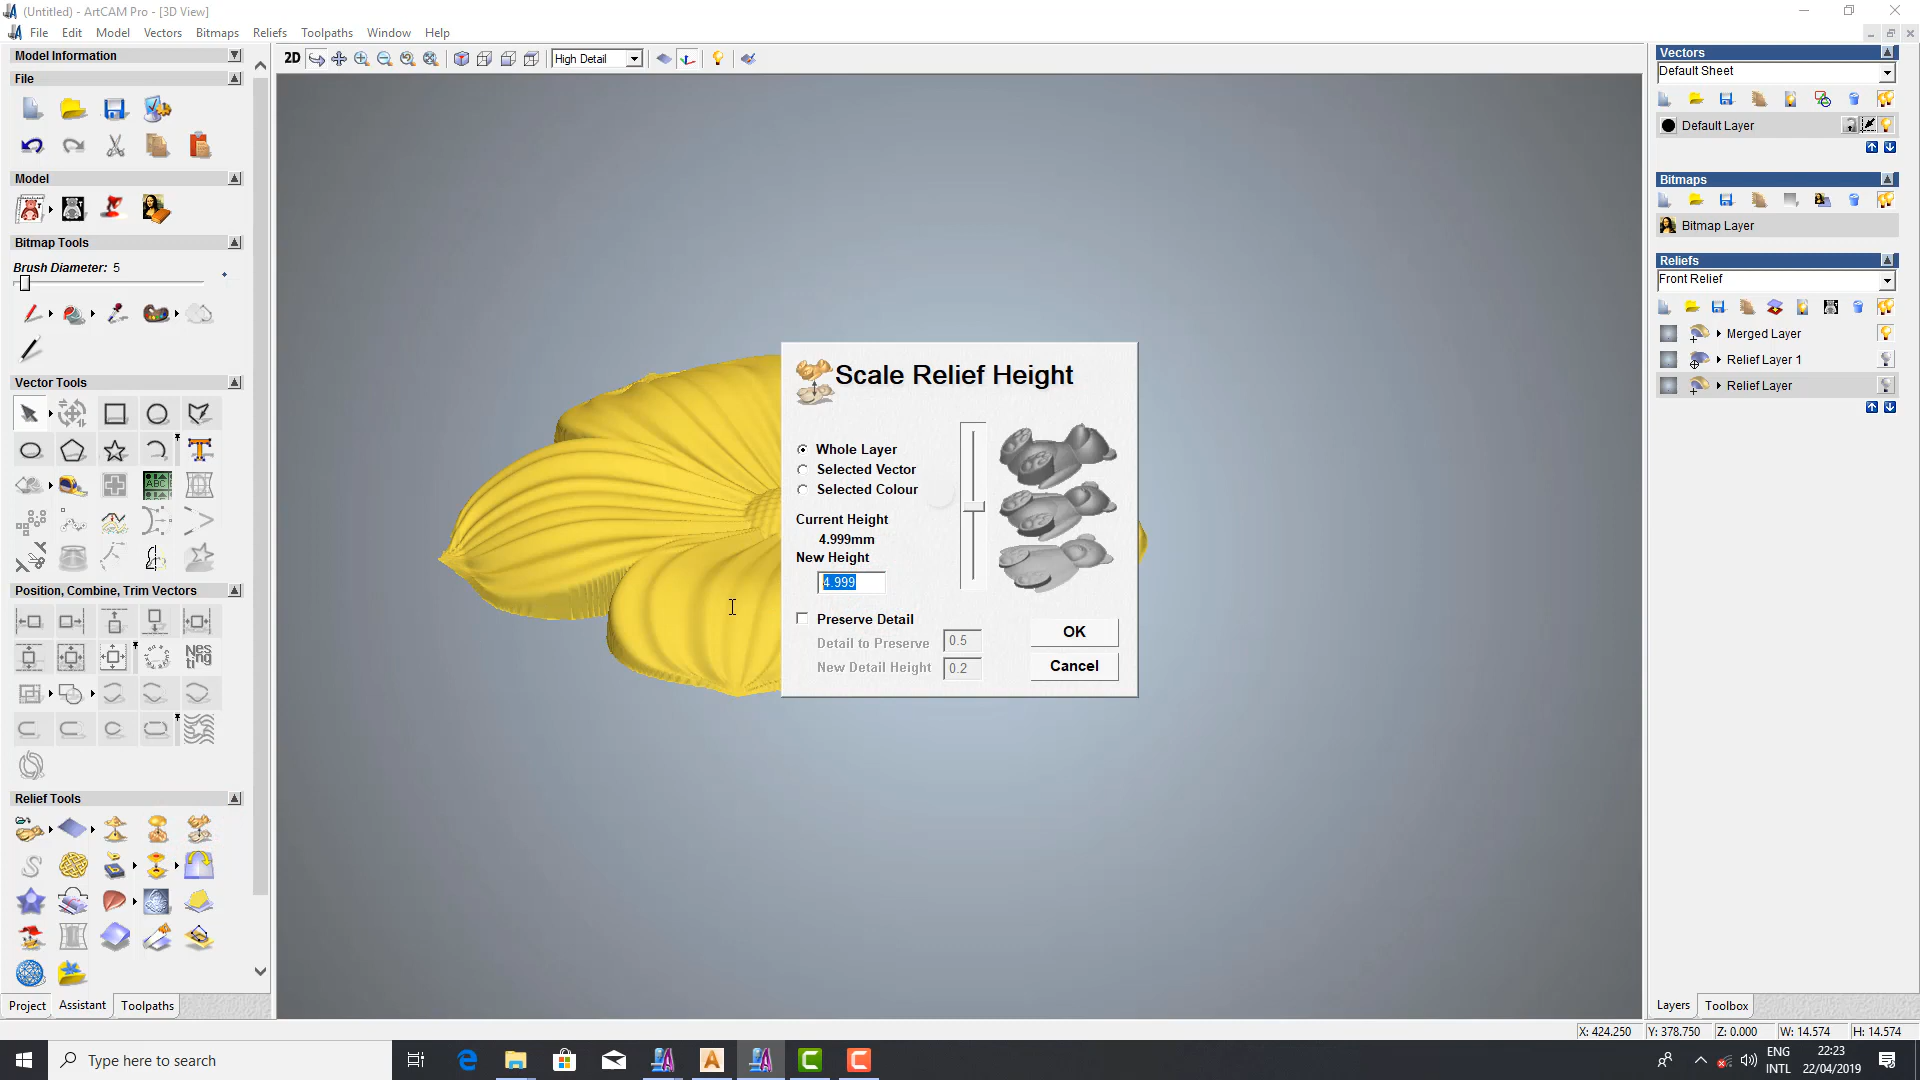 (Untitled) - ArtCAM Pro - [3D View]
File Edit Model Vectors Bitmaps Reliefs Toolpaths Window Help
Model Information
File
Model
Bitmap Tools
Brush Diameter: 5
Vector Tools
T
ABC
Position, Combine, Trim Vectors
Nes
ting
Relief Tools
Project Assistant Toolpaths
2D High Detail
Scale Relief Height
Whole Layer
Selected Vector
Selected Colour
Current Height
4.999mm
New Height
4.999
Preserve Detail
Detail to Preserve 0.5
New Detail Height 0.2
OK
Cancel
Vectors
Default Sheet
Default Layer
Bitmaps
Bitmap Layer
Reliefs
Front Relief
Merged Layer
Relief Layer 1
Relief Layer
Layers Toolbox
X: 424.250 Y: 378.750 Z: 0.000 W: 14.574 H: 14.574
Type here to search
ENG
INTL
22:23
22/04/2019